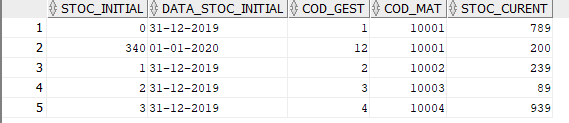 STOC_INITIAL DATA_STOC_INITIAL COD_GEST COD_MAT STOC_CURENT
1 0 31-12-2019 1 10001 789
2 340 01-01-2020 12 10001 200
3 1 31-12-2019 2 10002 239
4 2 31-12-2019 3 10003 89
5 3 31-12-2019 4 10004 939